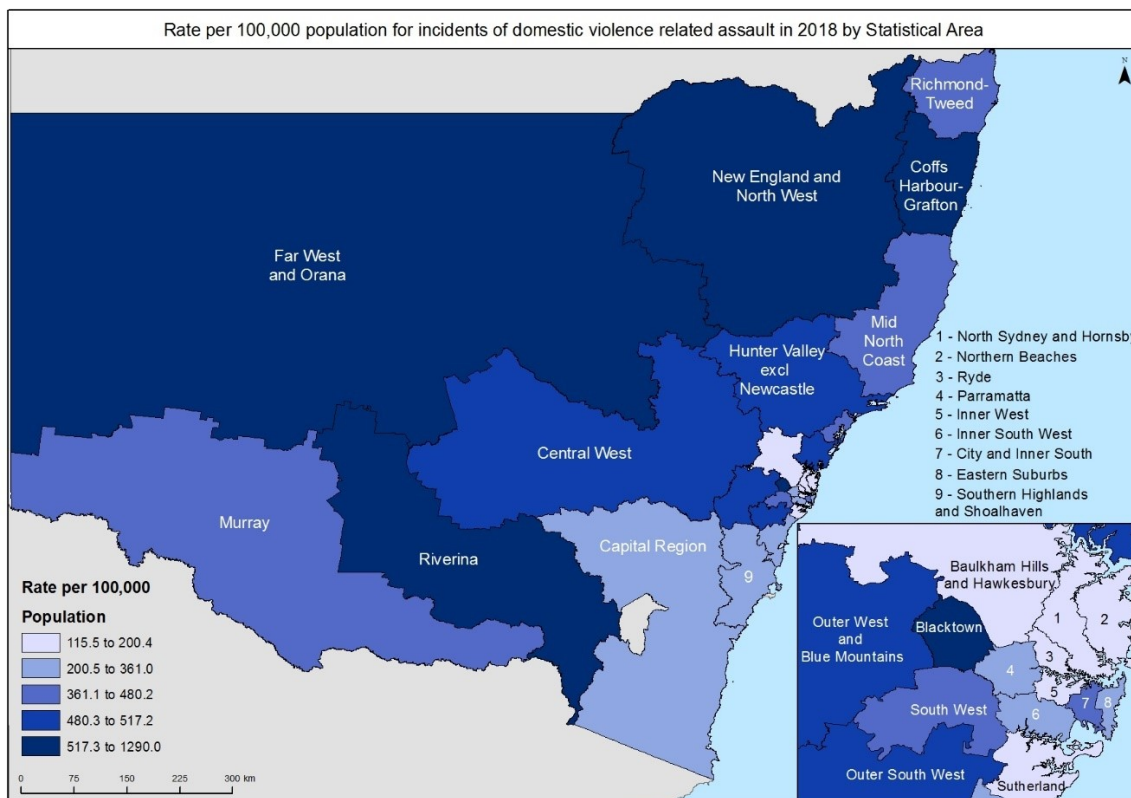 Rate per 100,000 population for incidents of domestic violence related assault in 2018 by Statistical Area
N
Richmond-
Tweed
New England and
North West
Coffs
Harbour-
Grafton
Far West
and Orana
Mid
North
Coast
Hunter Valley
excl
Newcastle
1 - North Sydney and Hornsby
2 - Northern Beaches
3 - Ryde
4 - Parramatta
5 - Inner West
6 - Inner South West
7 - City and Inner South
8 - Eastern Suburbs
9 - Southern Highlands
and Shoalhaven
Central West
Murray
Riverina
Capital Region
9
Rate per 100,000
Population
115.5 to 200.4
200.5 to 361.0
361.1 to 480.2
480.3 to 517.2
517.3 to 1290.0
0 75 150 225 300 km
Baulkham Hills
and Hawkesbury
Outer West
and
Blue Mountains
Blacktown
1
2
3
4
5
6
7
8
South West
Outer South West
Sutherland